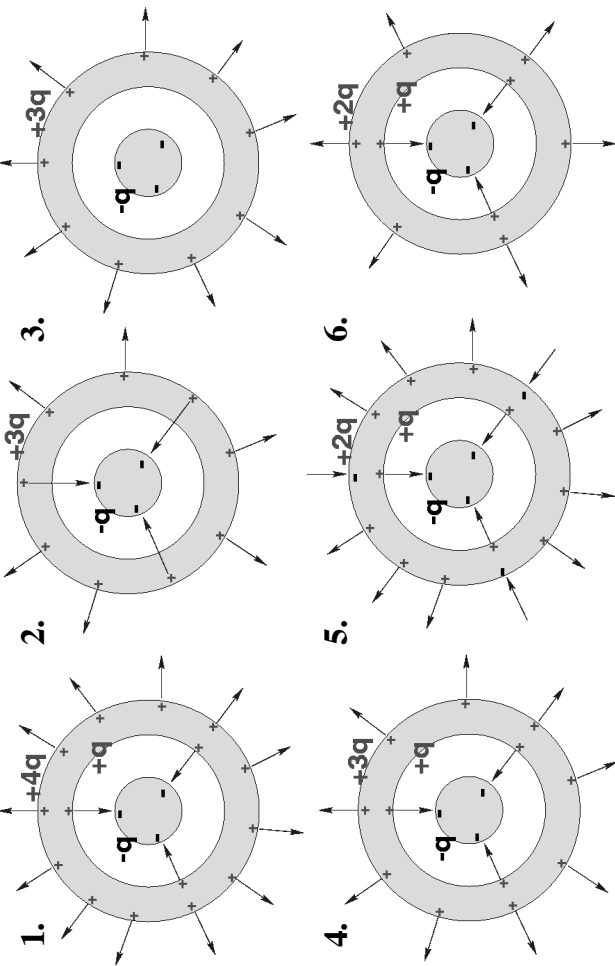 1.
+4q
+q
-q
2.
+3q
-q
3.
+3q
-q
4.
+3q
+q
-q
5.
+2q
+q
-q
6.
+2q
+q
-q